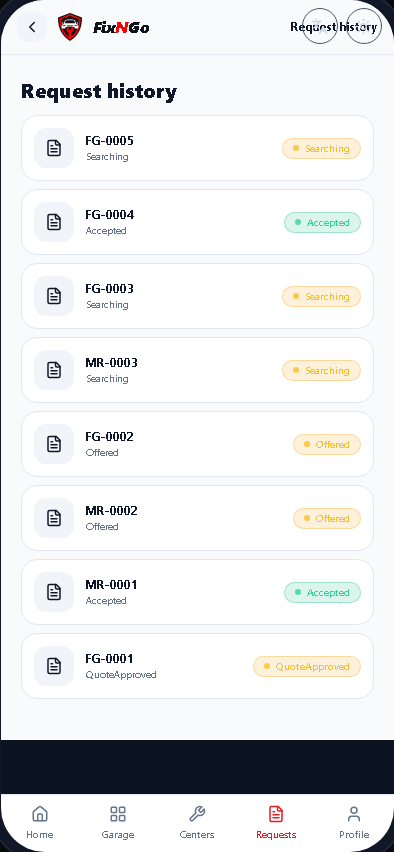 FixNGo
Request history
Request history
FG-0005
Searching
Searching
FG-0004
Accepted
Accepted
FG-0003
Searching
Searching
MR-0003
Searching
Searching
FG-0002
Offered
Offered
MR-0002
Offered
Offered
MR-0001
Accepted
Accepted
FG-0001
QuoteApproved
QuoteApproved
Home
Garage
Centers
Requests
Profile